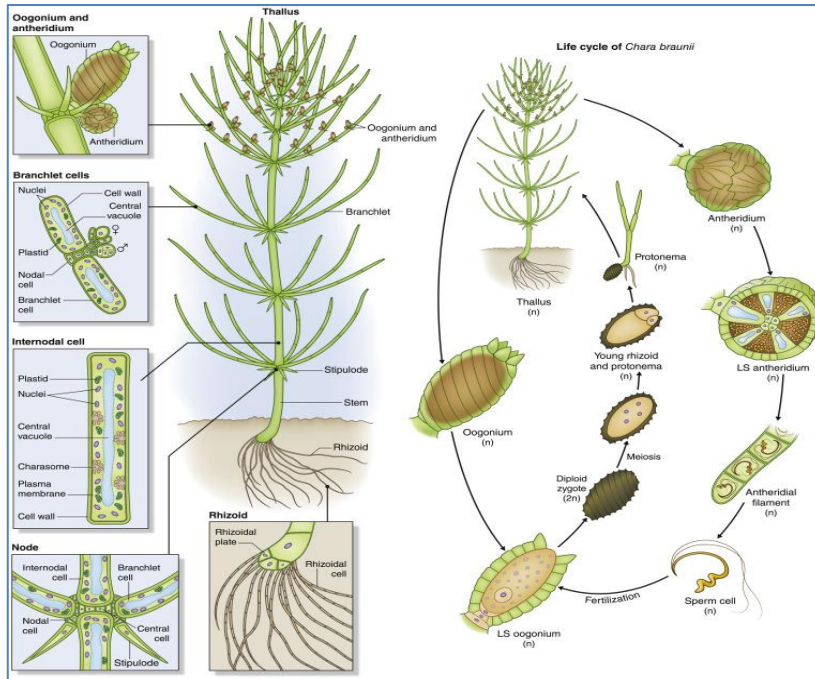 Oogonium and
antheridium
Oogonium
Antheridium
Thallus
Oogonium and
antheridium
Branchlet
Stipulode
Stem
Rhizoid
Branchlet cells
Nuclei
Cell wall
Central
vacuole
Plastid
Nodal
cell
Branchlet
cell
♀
♂
Internodal cell
Plastid
Nuclei
Central
vacuole
Charasome
Plasma
membrane
Cell wall
Node
Internodal
cell
Branchlet
cell
Nodal
cell
Central
cell
Stipulode
Rhizoid
Rhizoidal
plate
Rhizoidal
cell
Life cycle of Chara braunii
Thallus
(n)
Protonema
(n)
Antheridium
(n)
Young rhizoid
and protonema
(n)
LS antheridium
(n)
Oogonium
(n)
Meiosis
Diploid
zygote
(2n)
Antheridial
filament
(n)
Fertilization
Sperm cell
(n)
LS oogonium
(n)